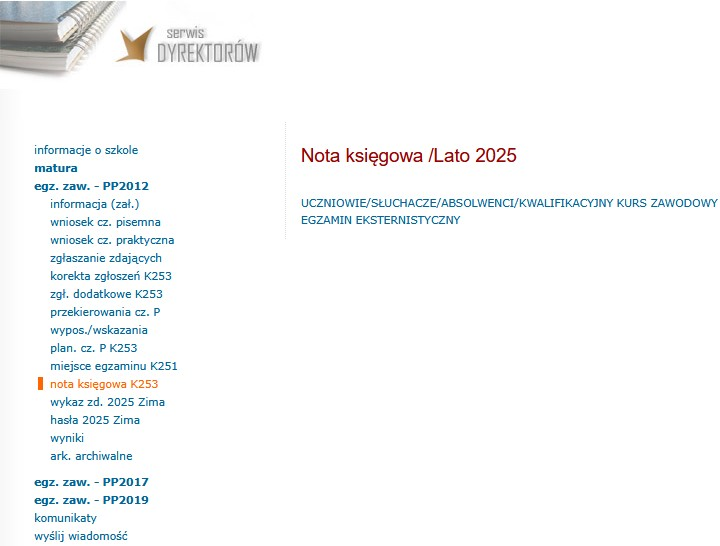 serwis
DYREKTORÓW
informacje o szkole
matura
egz. zaw. - PP2012
informacja (zał.)
wniosek cz. pisemna
wniosek cz. praktyczna
zgłaszanie zdających
korekta zgłoszeń K253
zgł. dodatkowe K253
przekierowania cz. P
wypos./wskazania
plan. cz. P K253
miejsce egzaminu K251
nota księgowa K253
wykaz zd. 2025 Zima
hasła 2025 Zima
wyniki
ark. archiwalne
egz. zaw. - PP2017
egz. zaw. - PP2019
komunikaty
wyślij wiadomość
Nota księgowa /Lato 2025
UCZNIOWIE/SŁUCHACZE/ABSOLWENCI/KWALIFIKACYJNY KURS ZAWODOWY
EGZAMIN EKSTERNISTYCZNY